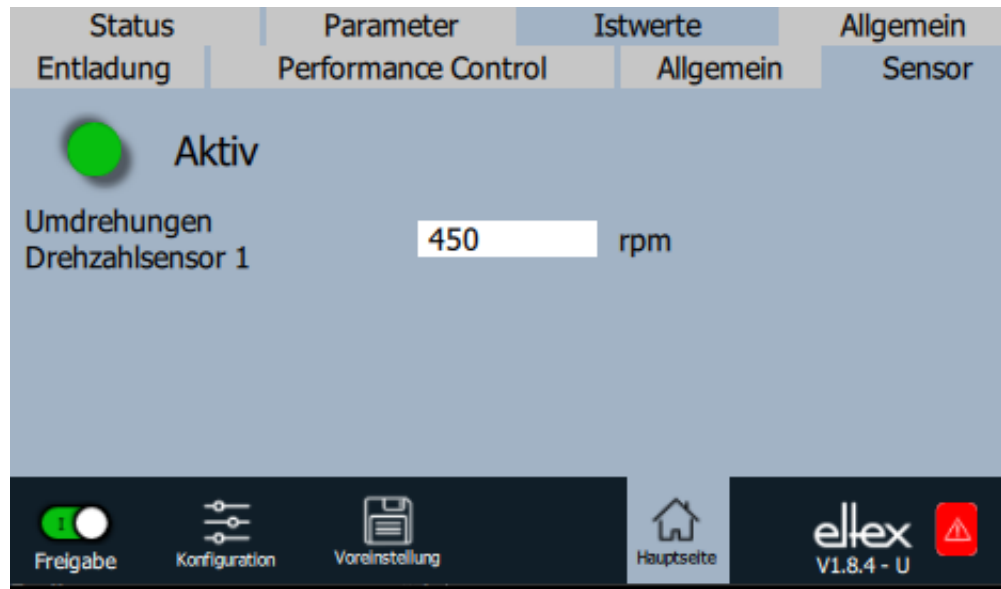 Status Parameter Istwerte Allgemein
Entladung Performance Control Allgemein Sensor
Aktiv
Umdrehungen
Drehzahlsensor 1 450 rpm
I
Freigabe Konfiguration Voreinstellung Hauptseite eltex
V1.8.4 - U